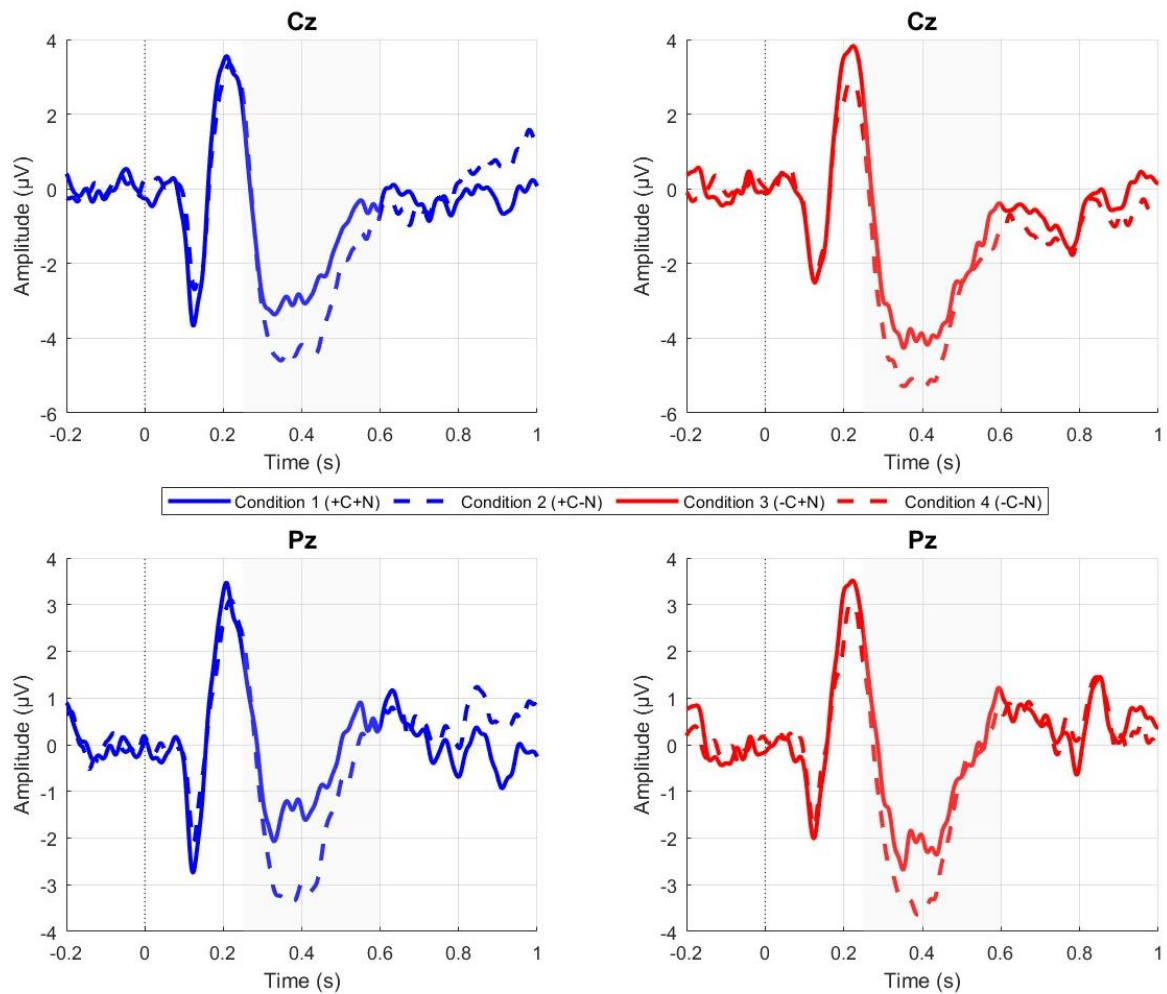 Cz
Cz
4
2
0
-2
-4
-6
Amplitude (µV)
-0.2 0 0.2 0.4 0.6 0.8 1
Time (s)
4
2
0
-2
-4
-6
Amplitude (µV)
-0.2 0 0.2 0.4 0.6 0.8 1
Time (s)
Condition 1 (+C+N) Condition 2 (+C-N) Condition 3 (-C+N) Condition 4 (-C-N)
Pz
Pz
4
3
2
1
0
-1
-2
-3
-4
Amplitude (µV)
-0.2 0 0.2 0.4 0.6 0.8 1
Time (s)
4
3
2
1
0
-1
-2
-3
-4
Amplitude (µV)
-0.2 0 0.2 0.4 0.6 0.8 1
Time (s)